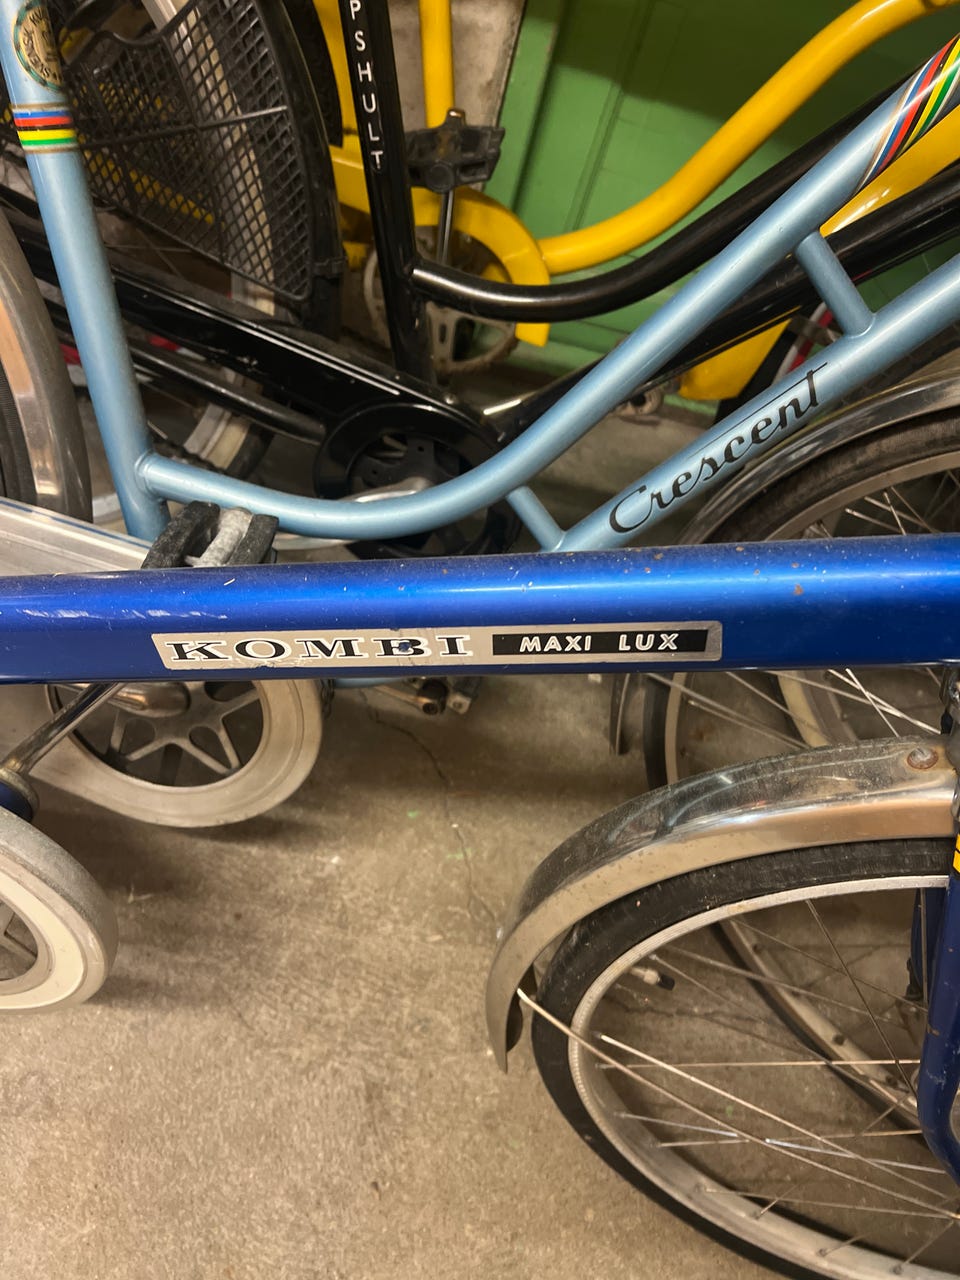 PSHULT
Crescent
KOMBI MAXI LUX